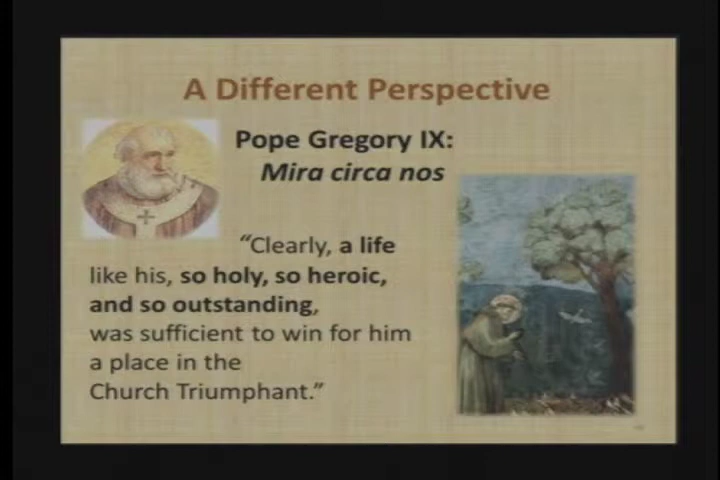 A Different Perspective
Pope Gregory IX:
Mira circa nos
“Clearly, a life
like his, so holy, so heroic,
and so outstanding,
was sufficient to win for him
a place in the
Church Triumphant.”